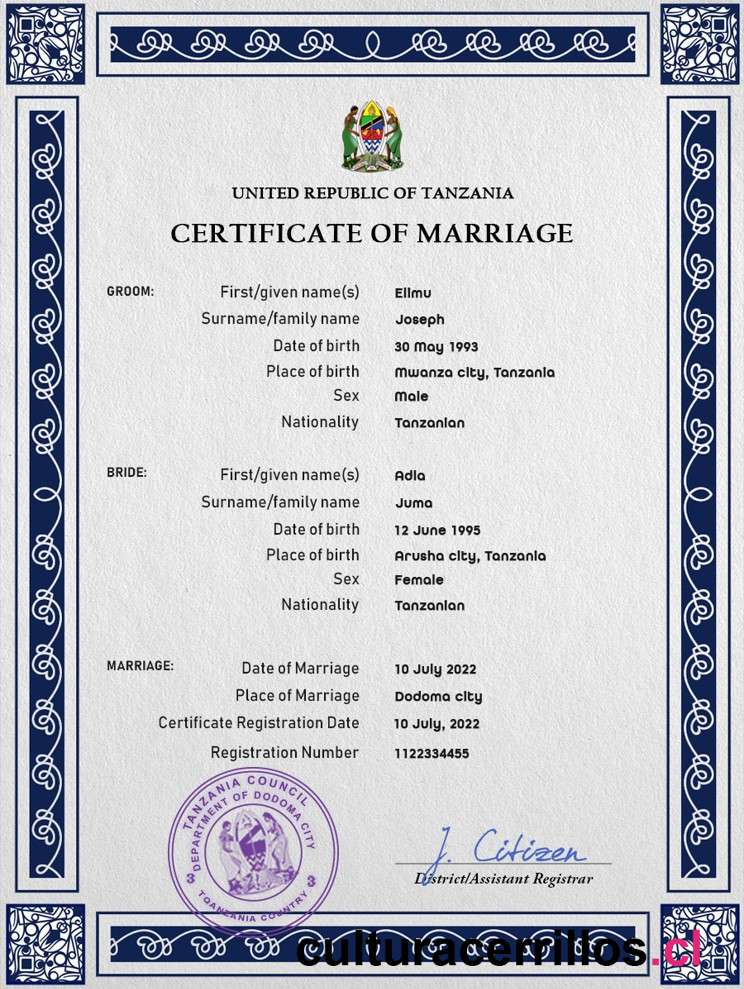 UNITED REPUBLIC OF TANZANIA
CERTIFICATE OF MARRIAGE
GROOM: First/given name(s) Elimu
Surname/family name Joseph
Date of birth 30 May 1993
Place of birth Mwanza city, Tanzania
Sex Male
Nationality Tanzanian
BRIDE: First/given name(s) Adia
Surname/family name Juma
Date of birth 12 June 1995
Place of birth Arusha city, Tanzania
Sex Female
Nationality Tanzanian
MARRIAGE: Date of Marriage 10 July 2022
Place of Marriage Dodoma city
Certificate Registration Date 10 July, 2022
Registration Number 1122334455
TANZANIA COUNCIL
DEPARTMENT OF DODOMA CITY
3 3
TOANZANIA COUNTRY
J. Citizen
District/Assistant Registrar
culturacerrillos.cl